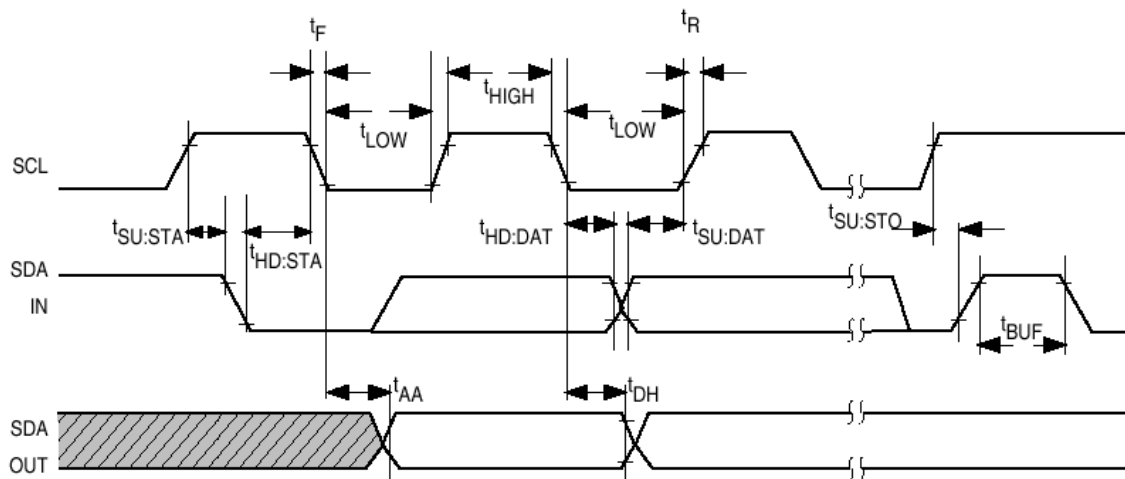 tF tR
tHIGH
tLOW tLOW
SCL
tSU:STA tHD:STA tHD:DAT tSU:DAT tSU:STO
SDA
IN
tBUF
tAA tDH
SDA
OUT